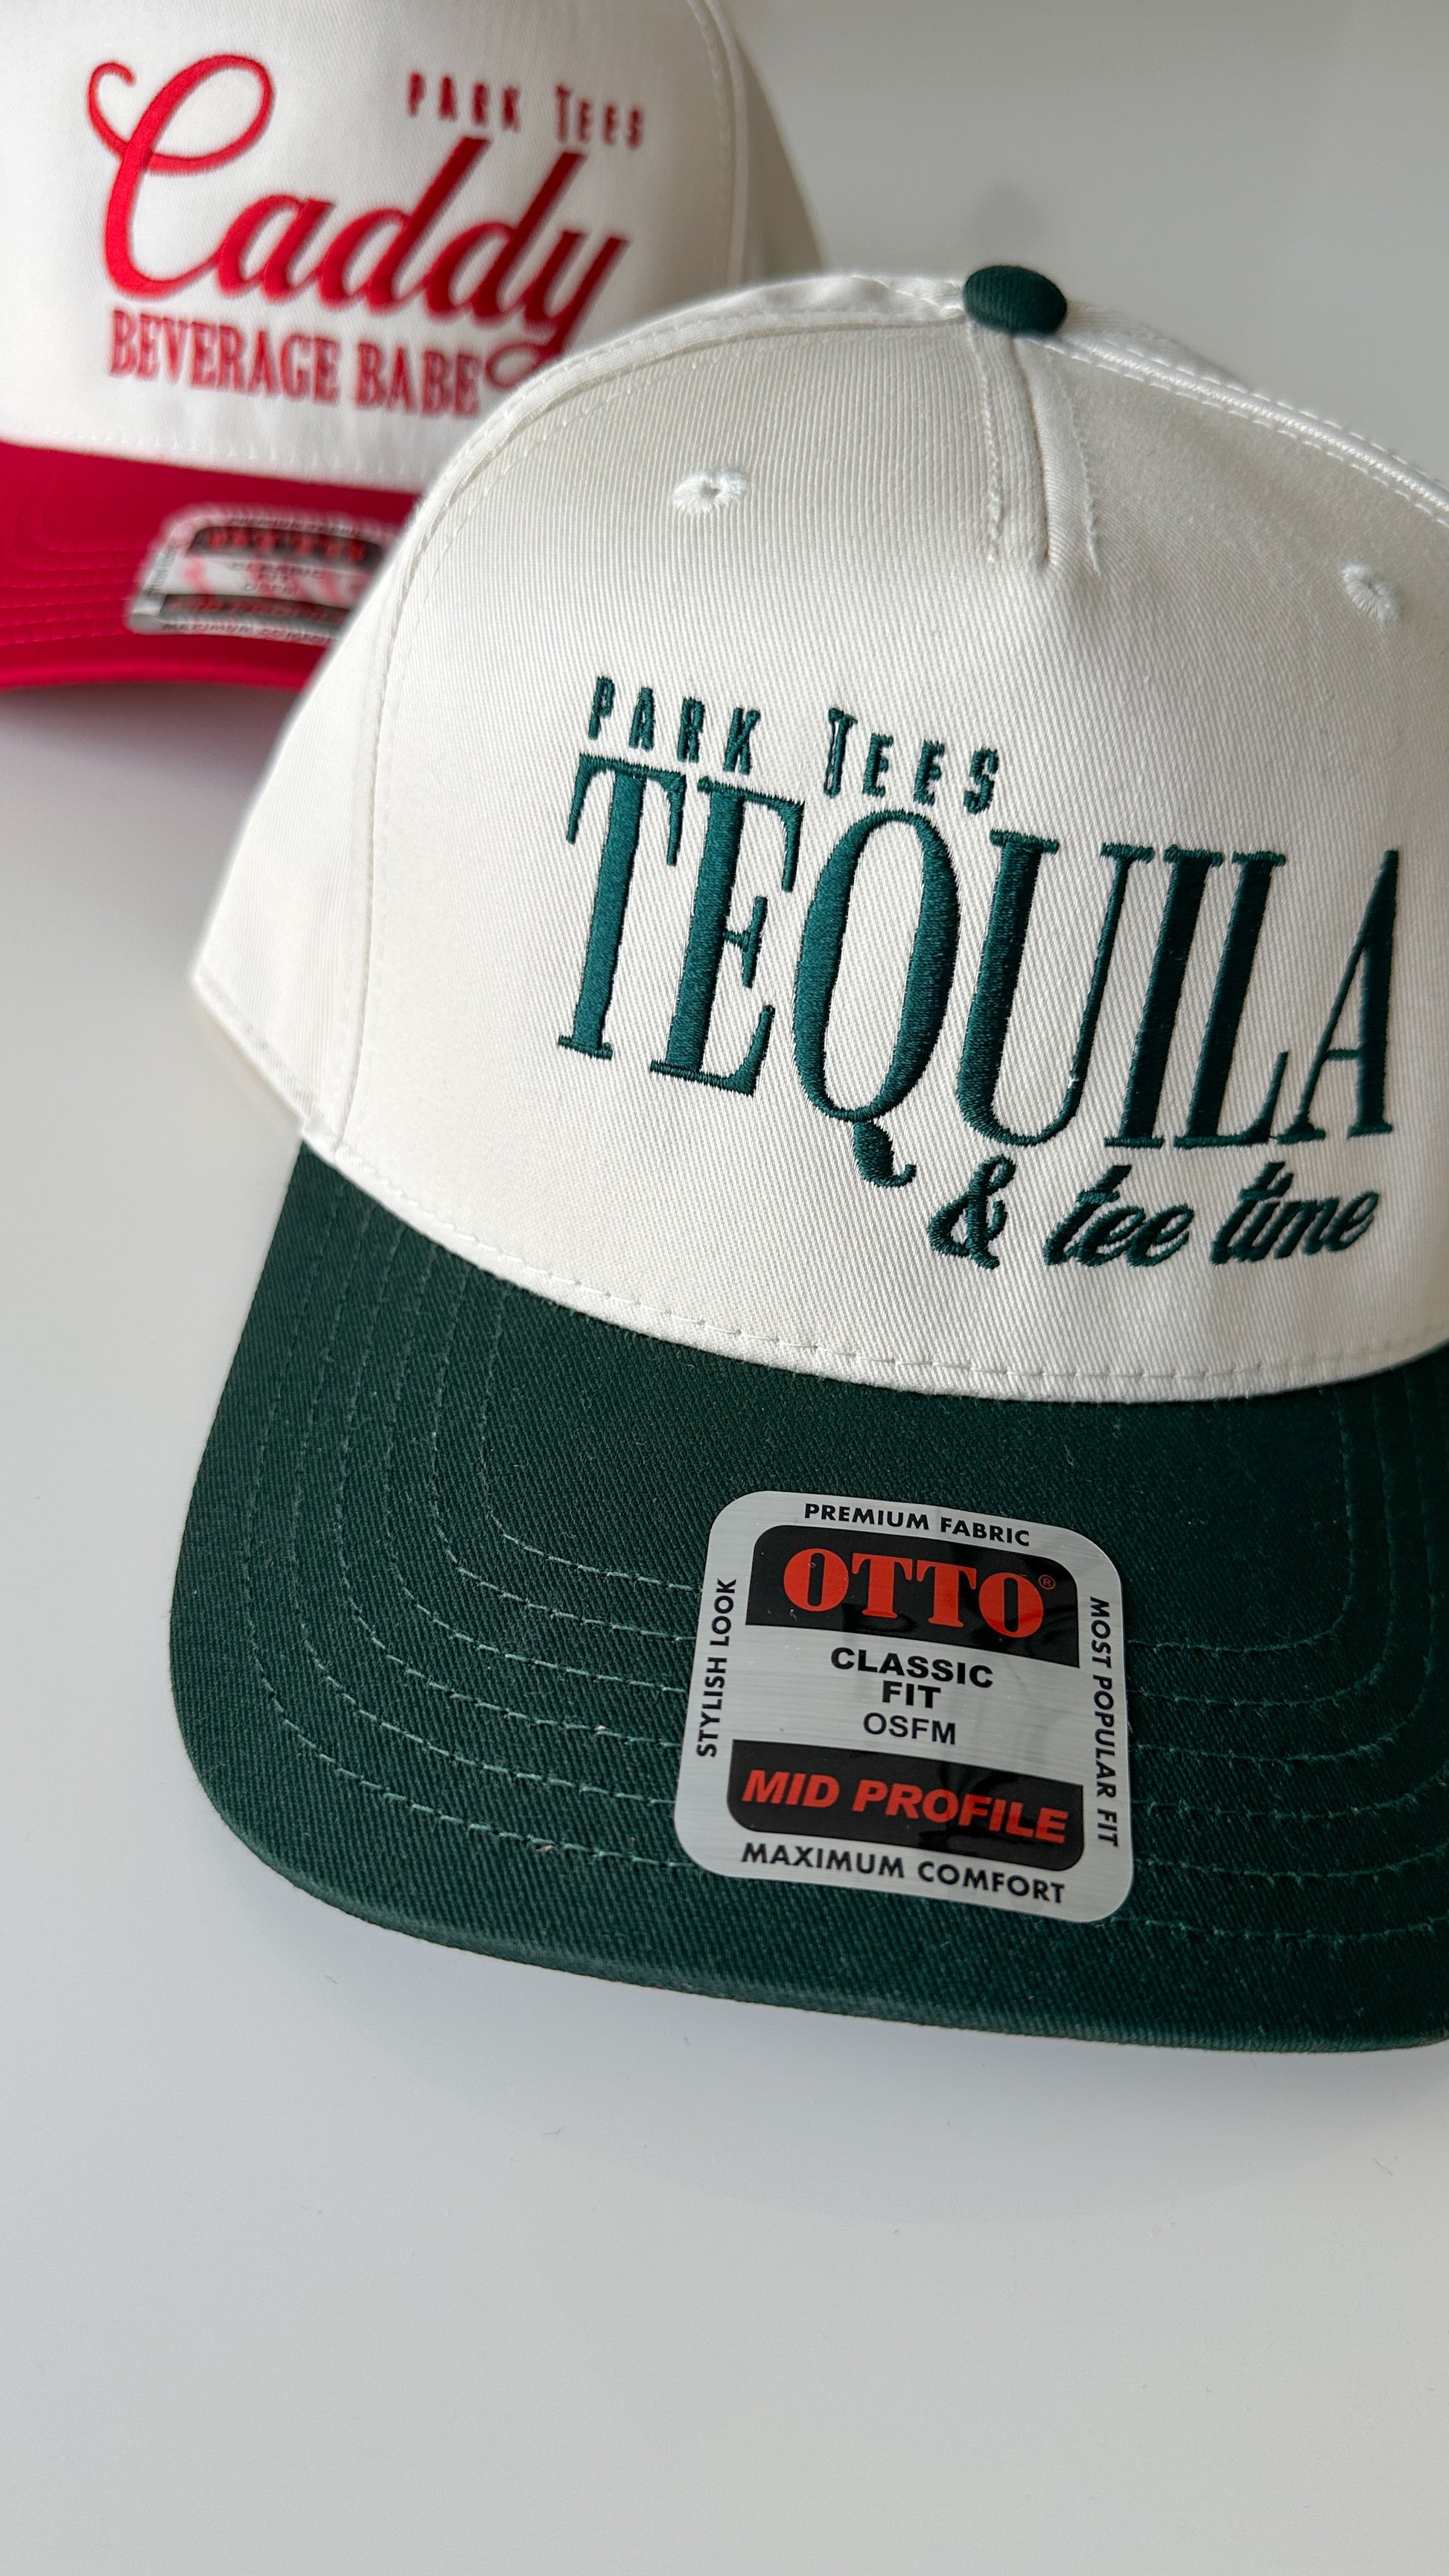 PARK TEES
Caddy
BEVERAGE BABE
OTTO
PARK TEES
TEQUILA
& tee time
PREMIUM FABRIC
OTTO®
STYLISH LOOK
CLASSIC
FIT
OSFM
MOST POPULAR FIT
MID PROFILE
MAXIMUM COMFORT